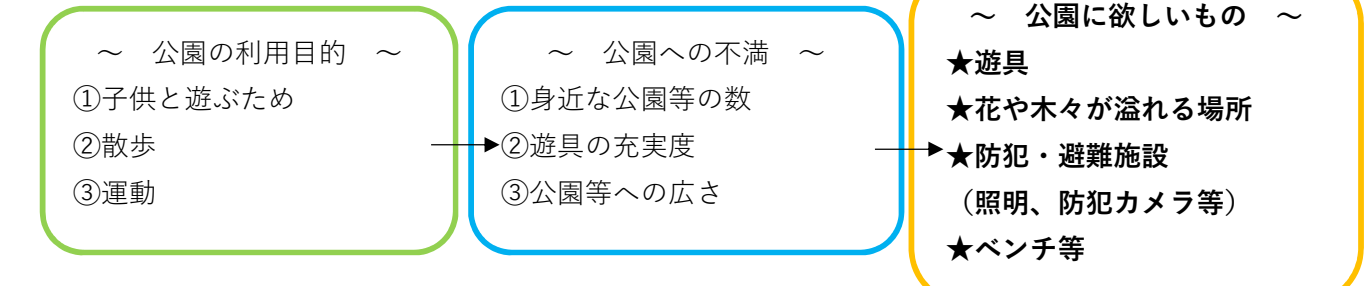 ～　公園の利用目的　～
①子供と遊ぶため
②散歩
③運動
～　公園への不満　～
①身近な公園等の数
②遊具の充実度
③公園等への広さ
～　公園に欲しいもの　～
★遊具
★花や木々が溢れる場所
★防犯・避難施設
（照明、防犯カメラ等）
★ベンチ等